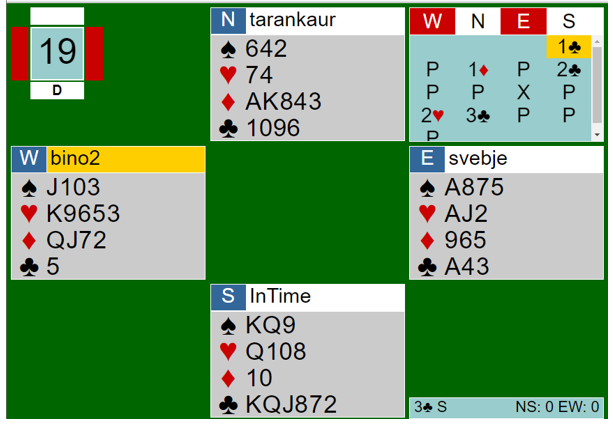 N tarankaur
♠ 642
♥ 74
♦ AK843
♣ 1096
19
D
W N E S
1♣
P 1♦ P 2♣
P P X P
2♥ 3♣ P P
P
W bino2
♠ J103
♥ K9653
♦ QJ72
♣ 5
E svebje
♠ A875
♥ AJ2
♦ 965
♣ A43
S InTime
♠ KQ9
♥ Q108
♦ 10
♣ KQJ872
3♣ S NS: 0 EW: 0